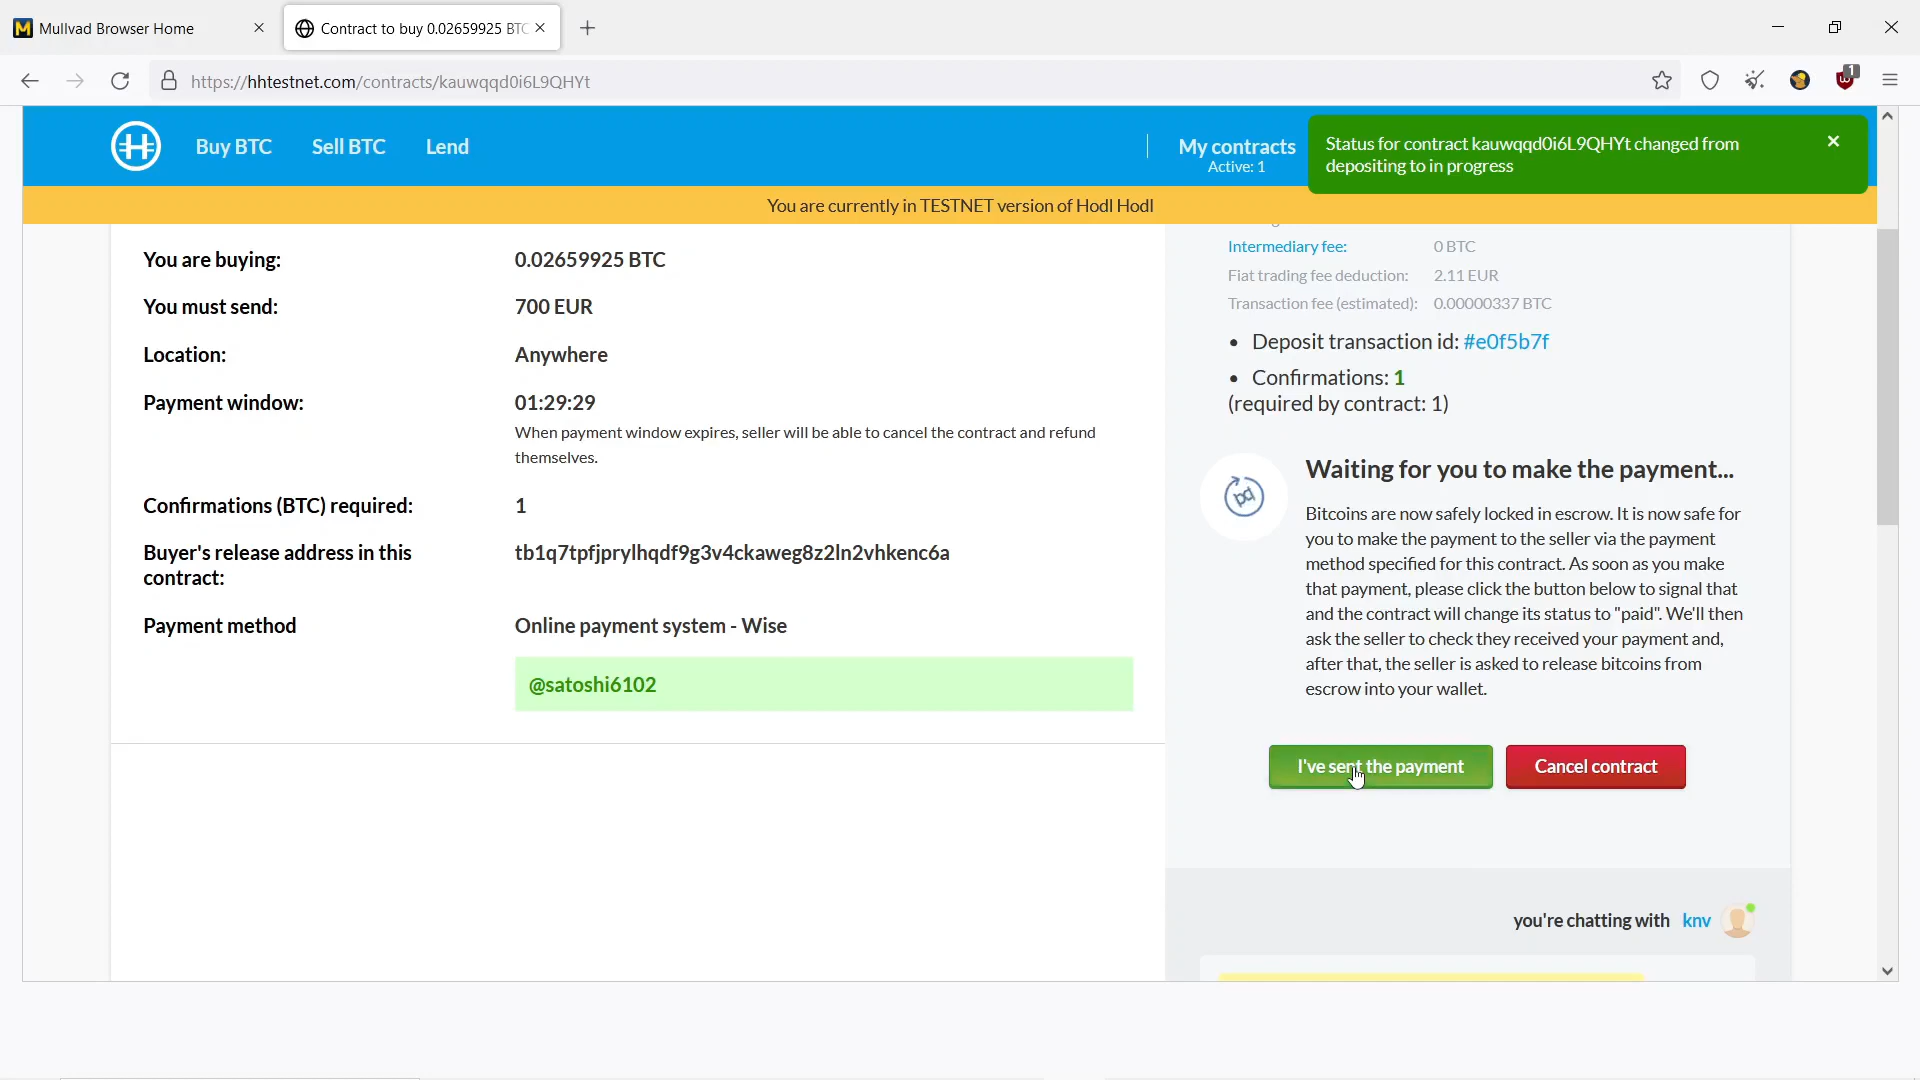 Mullvad Browser Home
Contract to buy 0.02659925 BTC
https://hhtestnet.com/contracts/kauwqqd0i6L9QHYt
1
Buy BTC
Sell BTC
Lend
My contracts
Active: 1
Status for contract kauwqqd0i6L9QHYt changed from
depositing to in progress
You are currently in TESTNET version of Hodl Hodl
You are buying:
0.02659925 BTC
You must send:
700 EUR
Location:
Anywhere
Payment window:
01:29:29
When payment window expires, seller will be able to cancel the contract and refund
themselves.
Confirmations (BTC) required:
1
Buyer's release address in this
contract:
tb1q7tpfjprylhqdf9g3v4ckaweg8z2ln2vhkenc6a
Payment method
Online payment system - Wise
@satoshi6102
Intermediary fee:
0 BTC
Fiat trading fee deduction:
2.11 EUR
Transaction fee (estimated):
0.00000337 BTC
• Deposit transaction id: #e0f5b7f
• Confirmations: 1
(required by contract: 1)
Waiting for you to make the payment...
Bitcoins are now safely locked in escrow. It is now safe for
you to make the payment to the seller via the payment
method specified for this contract. As soon as you make
that payment, please click the button below to signal that
and the contract will change its status to "paid". We'll then
ask the seller to check they received your payment and,
after that, the seller is asked to release bitcoins from
escrow into your wallet.
I've sent the payment
Cancel contract
you're chatting with knv